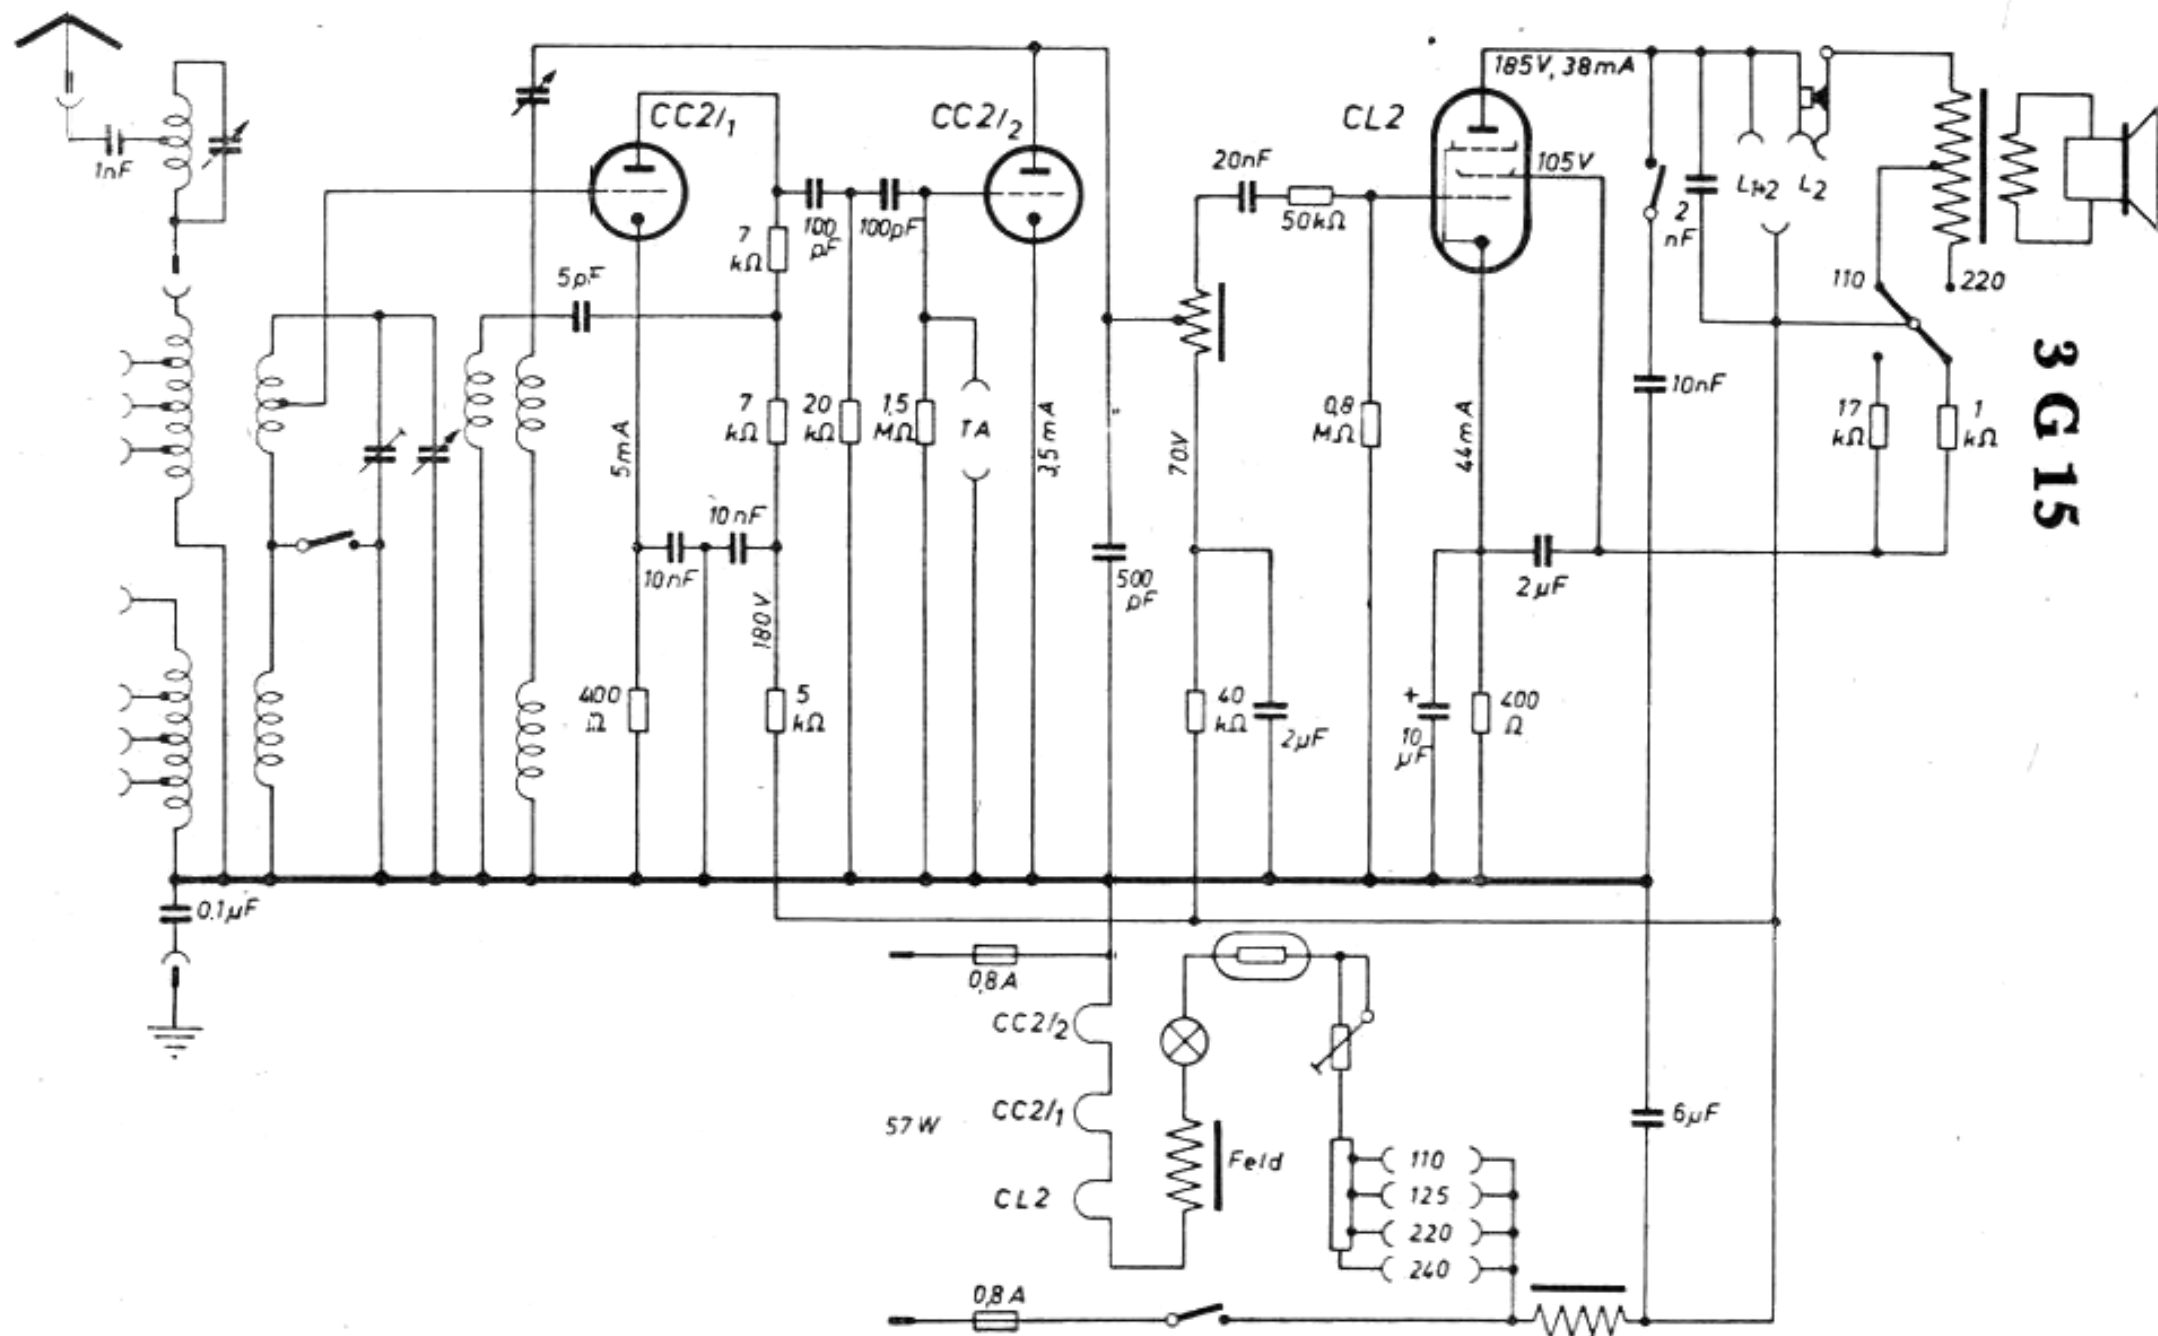 1nF
CC2/1
CC2/2
CL2
185V, 38mA
105V
20nF
50kΩ
2
nF
L1+2
L2
110
220
3 G 15
7
kΩ
100
pF
100pF
5pF
7
kΩ
20
kΩ
1,5
MΩ
TA
5mA
3,5mA
70V
0,8
MΩ
44mA
10nF
17
kΩ
1
kΩ
10nF
10nF
180V
500
pF
2µF
400
Ω
5
kΩ
40
kΩ
2µF
+
10
µF
400
Ω
0,1µF
0,8A
CC2/2
CC2/1
57W
CL2
Feld
6µF
110
125
220
240
0,8A